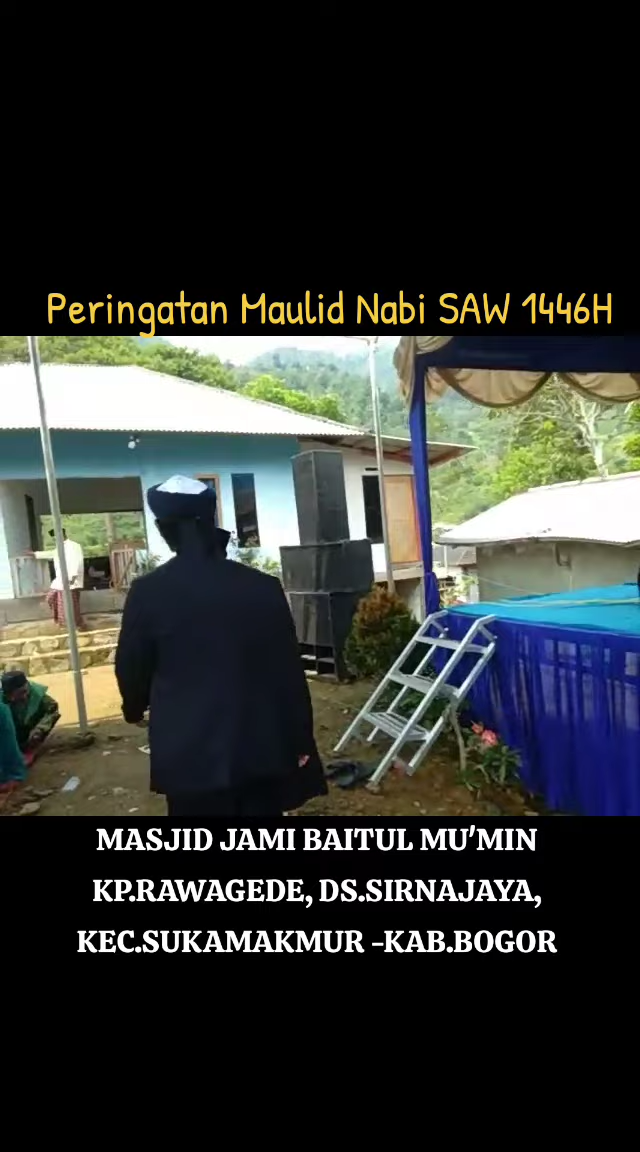 Peringatan Maulid Nabi SAW 1446H
MASJID JAMI BAITUL MU'MIN
KP.RAWAGEDE, DS.SIRNAJAYA,
KEC.SUKAMAKMUR -KAB.BOGOR